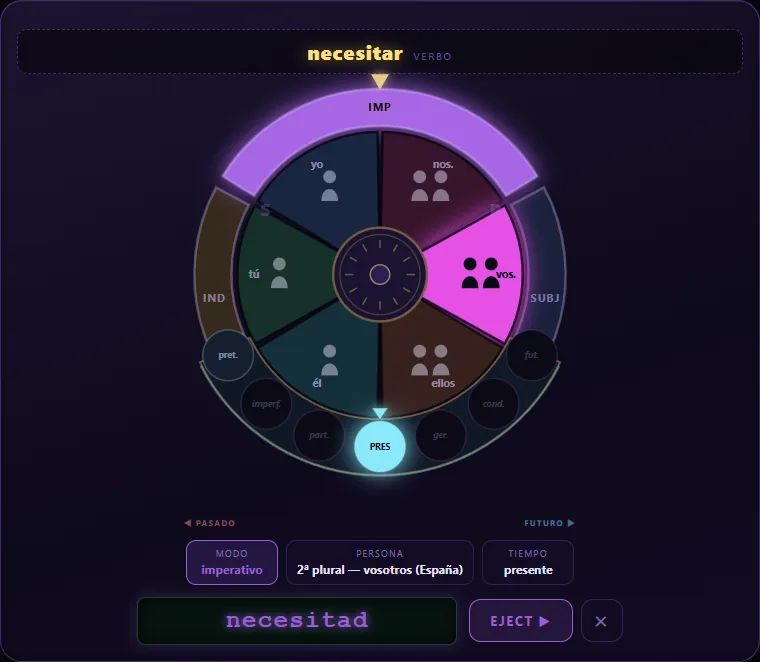 necesitar VERBO
IMP
yo nos.
S P
tú vos.
IND SUBJ
pret. fut.
él ellos
imperf. cond.
part. ger.
PRES
◀ PASADO FUTURO ▶
MODO PERSONA TIEMPO
imperativo 2ª plural — vosotros (España) presente
necesitad EJECT ▶ ✕